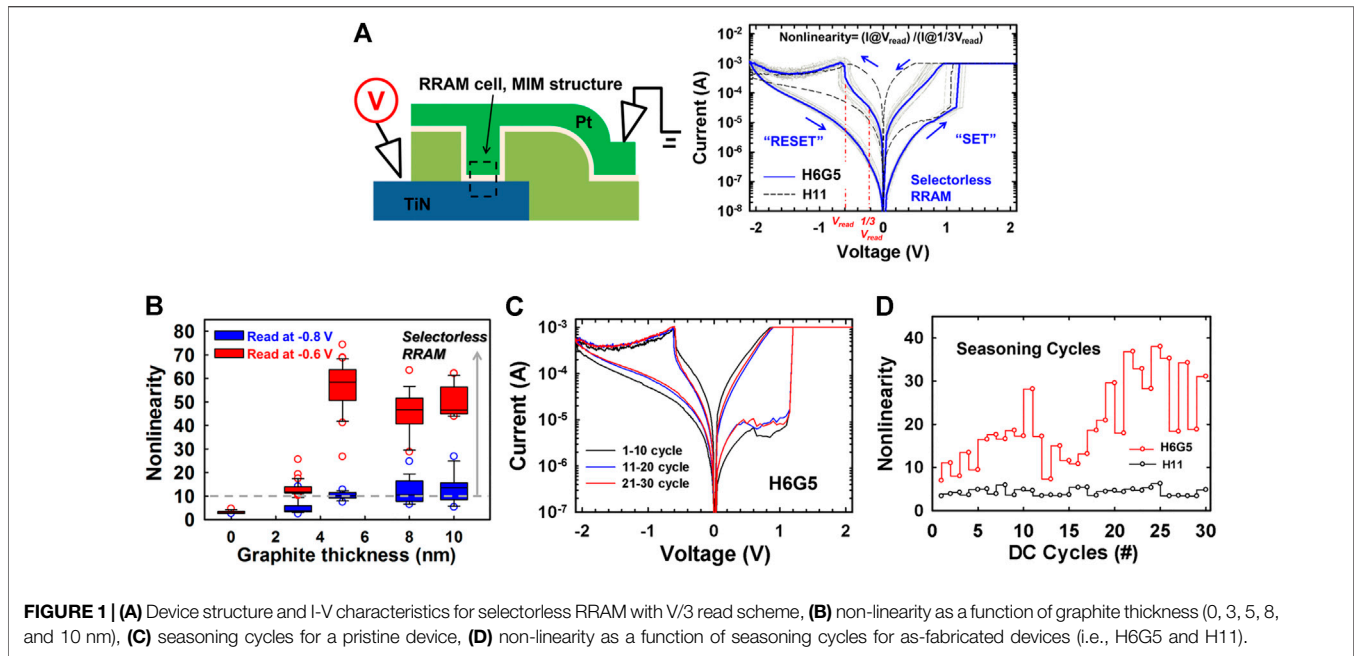 A
V
RRAM cell, MIM structure
Pt
TiN
Current (A)
10-2
10-3
10-4
10-5
10-6
10-7
10-8
Nonlinearity= (I@Vread) /(I@1/3Vread)
"RESET"
"SET"
H6G5
H11
Selectorless
RRAM
Vread 1/3
Vread
-2 -1 0 1 2
Voltage (V)
B
Nonlinearity
80
70
60
50
40
30
20
10
0
Read at -0.8 V
Read at -0.6 V
Selectorless
RRAM
0 2 4 6 8 10
Graphite thickness (nm)
C
Current (A)
10-3
10-4
10-5
10-6
10-7
1-10 cycle
11-20 cycle
21-30 cycle
H6G5
-2 -1 0 1 2
Voltage (V)
D
Nonlinearity
40
30
20
10
0
Seasoning Cycles
H6G5
H11
0 5 10 15 20 25 30
DC Cycles (#)
FIGURE 1 | (A) Device structure and I-V characteristics for selectorless RRAM with V/3 read scheme, (B) non-linearity as a function of graphite thickness (0, 3, 5, 8,
and 10 nm), (C) seasoning cycles for a pristine device, (D) non-linearity as a function of seasoning cycles for as-fabricated devices (i.e., H6G5 and H11).